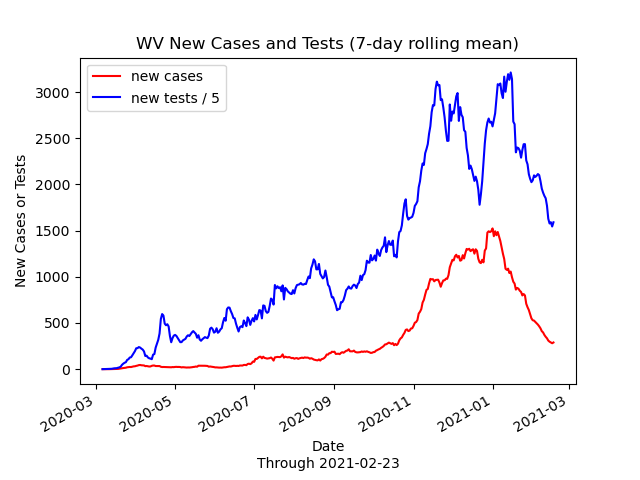 WV New Cases and Tests (7-day rolling mean)
new cases
new tests / 5
New Cases or Tests
3000
2500
2000
1500
1000
500
0
2020-03
2020-05
2020-07
2020-09
2020-11
2021-01
2021-03
Date
Through 2021-02-23